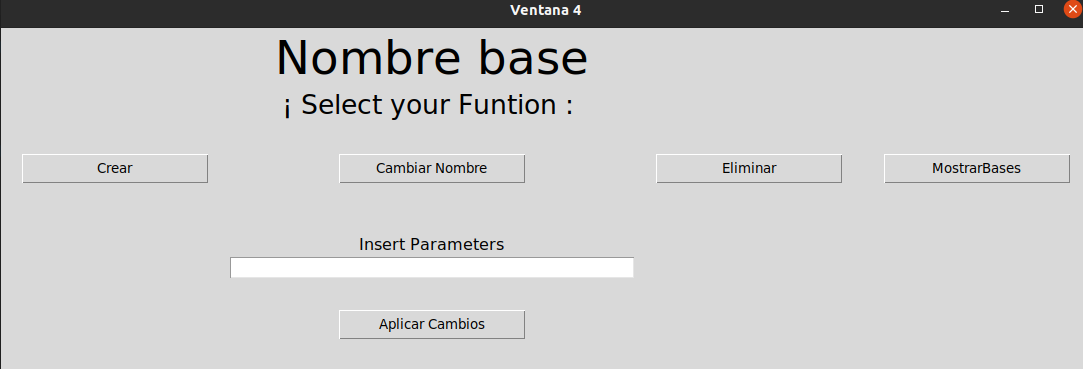 Ventana 4
Nombre base
¡ Select your Funtion :
Crear
Cambiar Nombre
Eliminar
MostrarBases
Insert Parameters
Aplicar Cambios